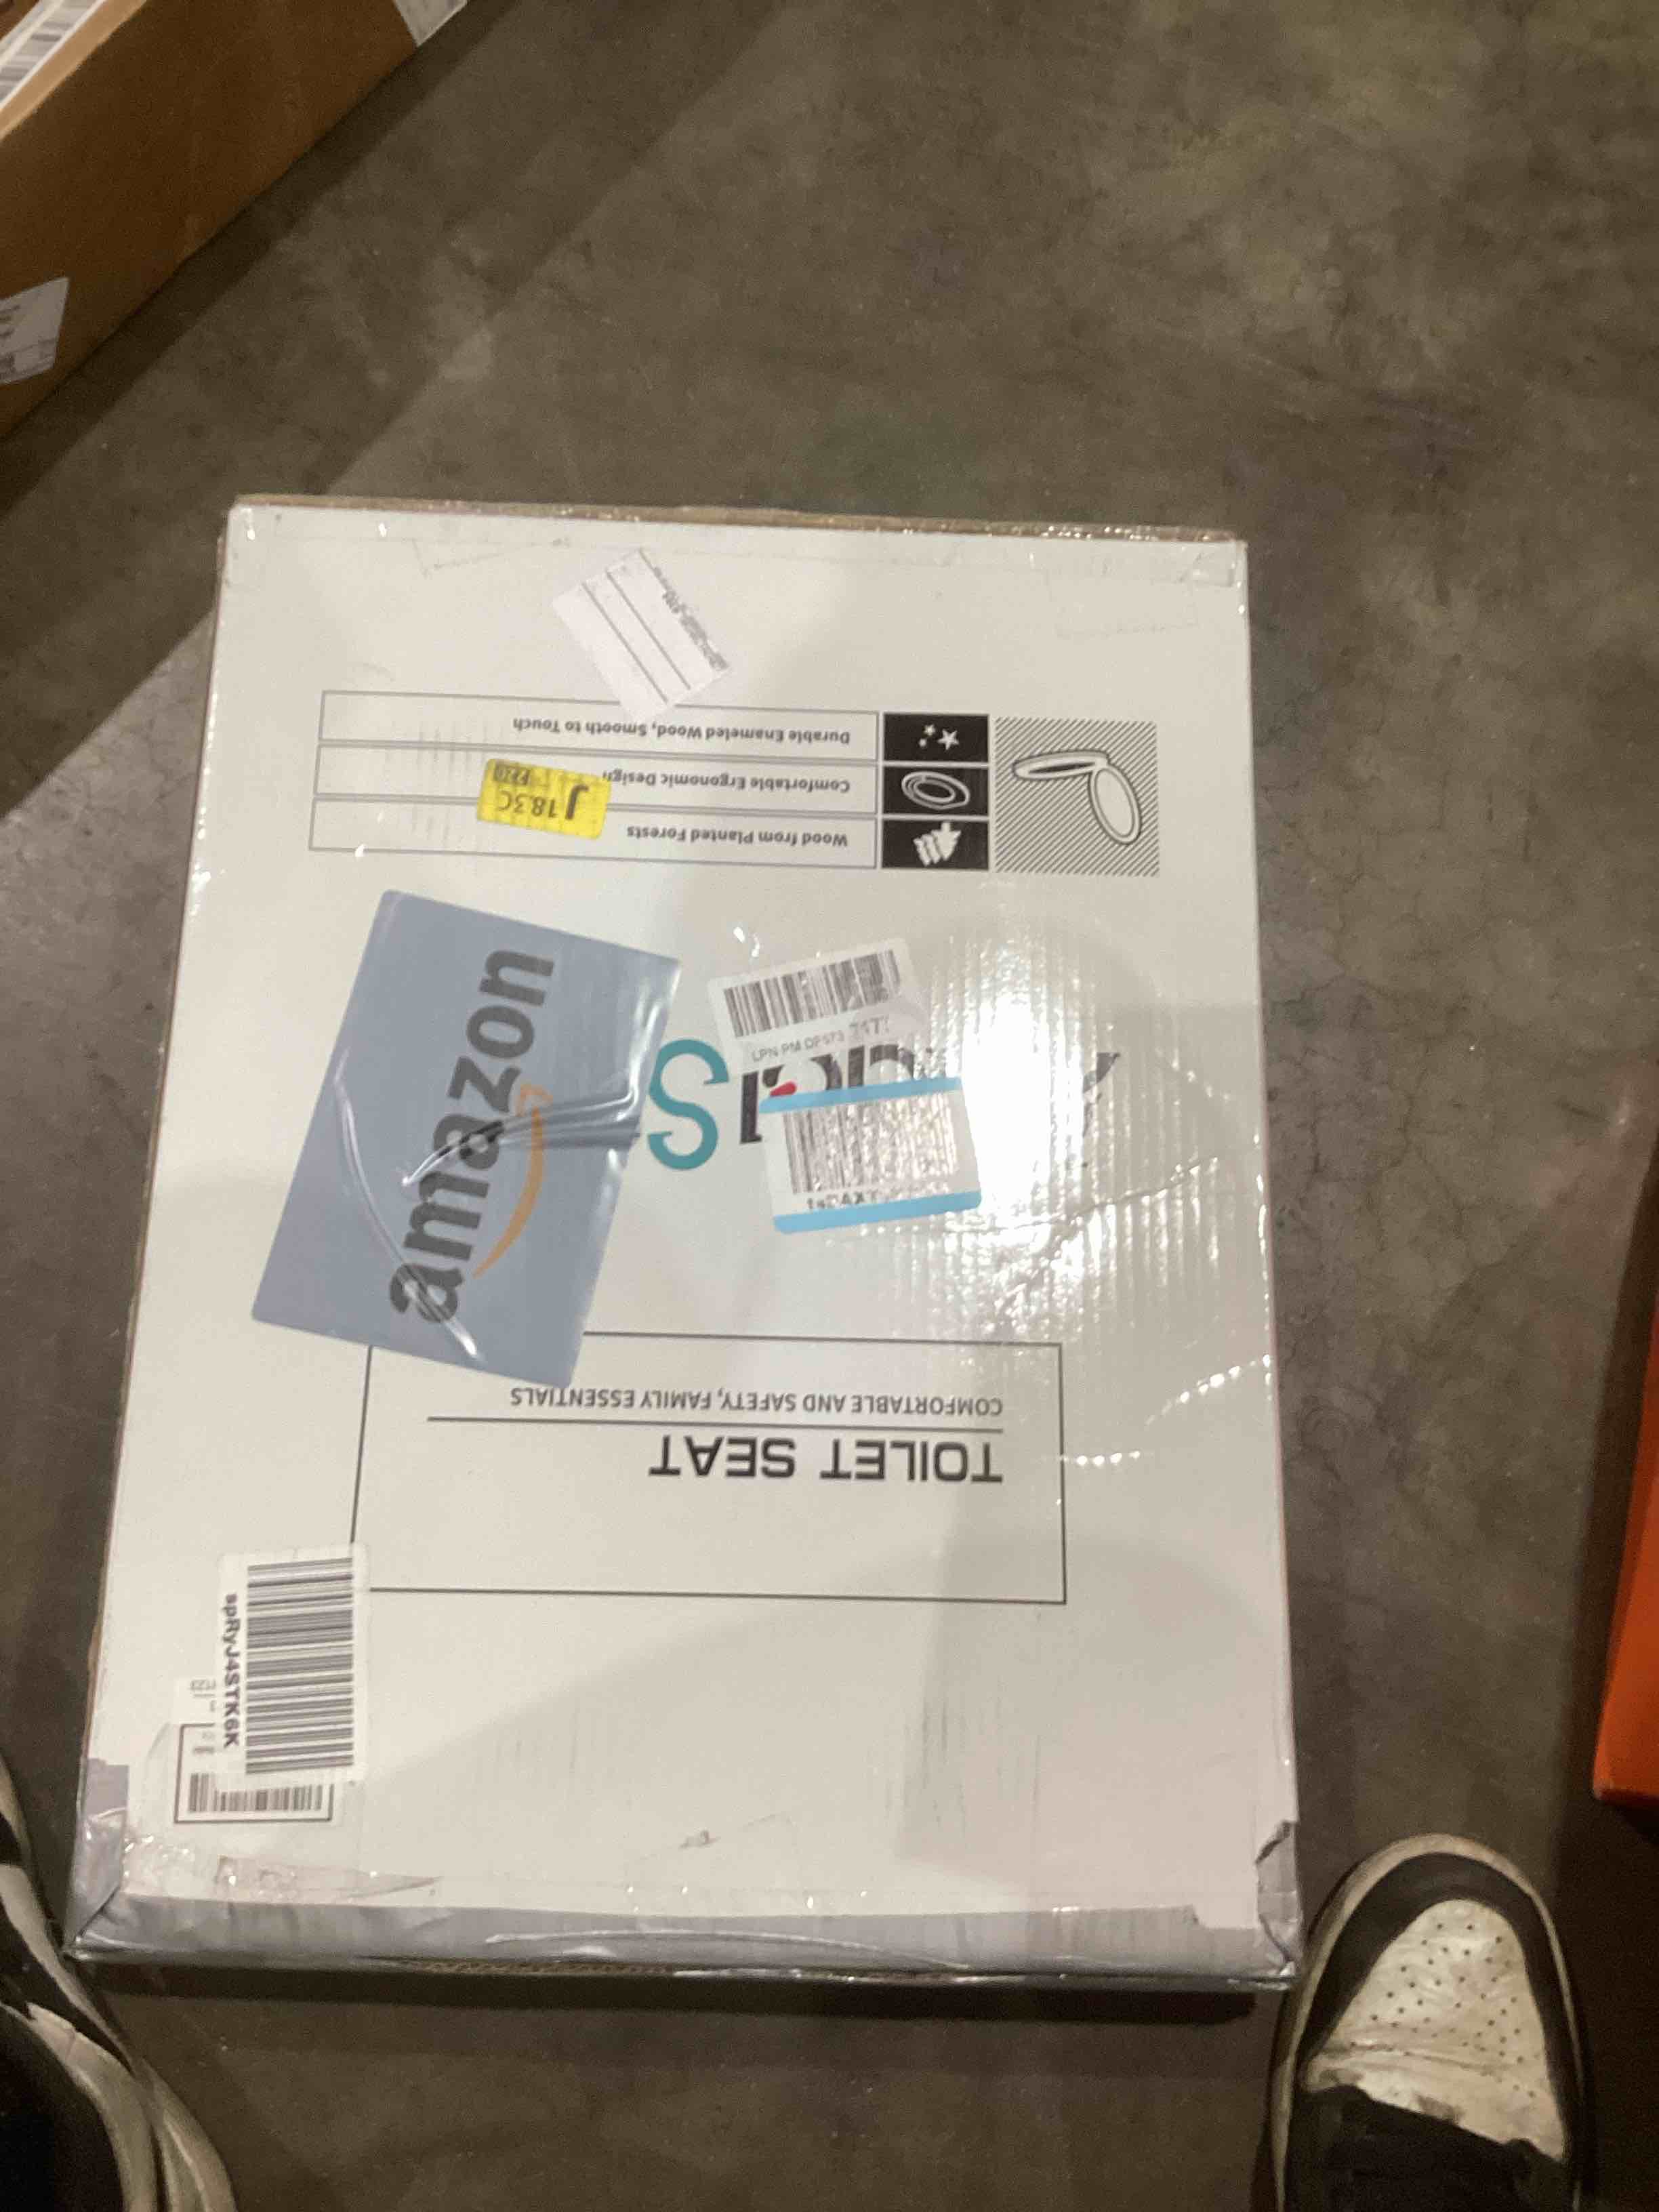 TOILET SEAT
COMFORTABLE AND SAFETY, FAMILY ESSENTIALS
amazon
LPN PM
Wood from Planted Forests
Comfortable Ergonomic Design
Durable Enameled Wood, Smooth to Touch
J 18.3C
spRyJ4STK6K